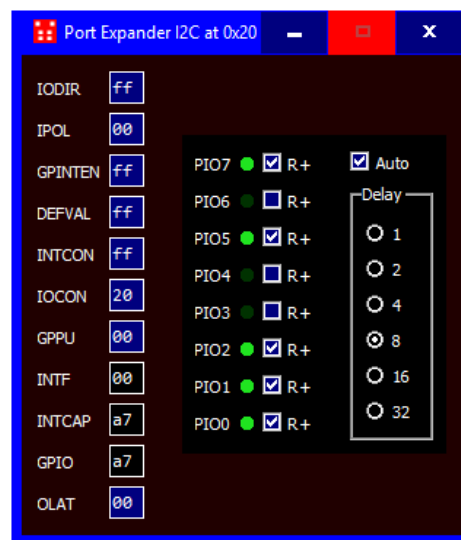 Port Expander I2C at 0x20
IODIR ff
IPOL 00
GPINTEN ff
DEFVAL ff
INTCON ff
IOCON 20
GPPU 00
INTF 00
INTCAP a7
GPIO a7
OLAT 00
PIO7 R+
PIO6 R+
PIO5 R+
PIO4 R+
PIO3 R+
PIO2 R+
PIO1 R+
PIO0 R+
Auto
Delay
1
2
4
8
16
32